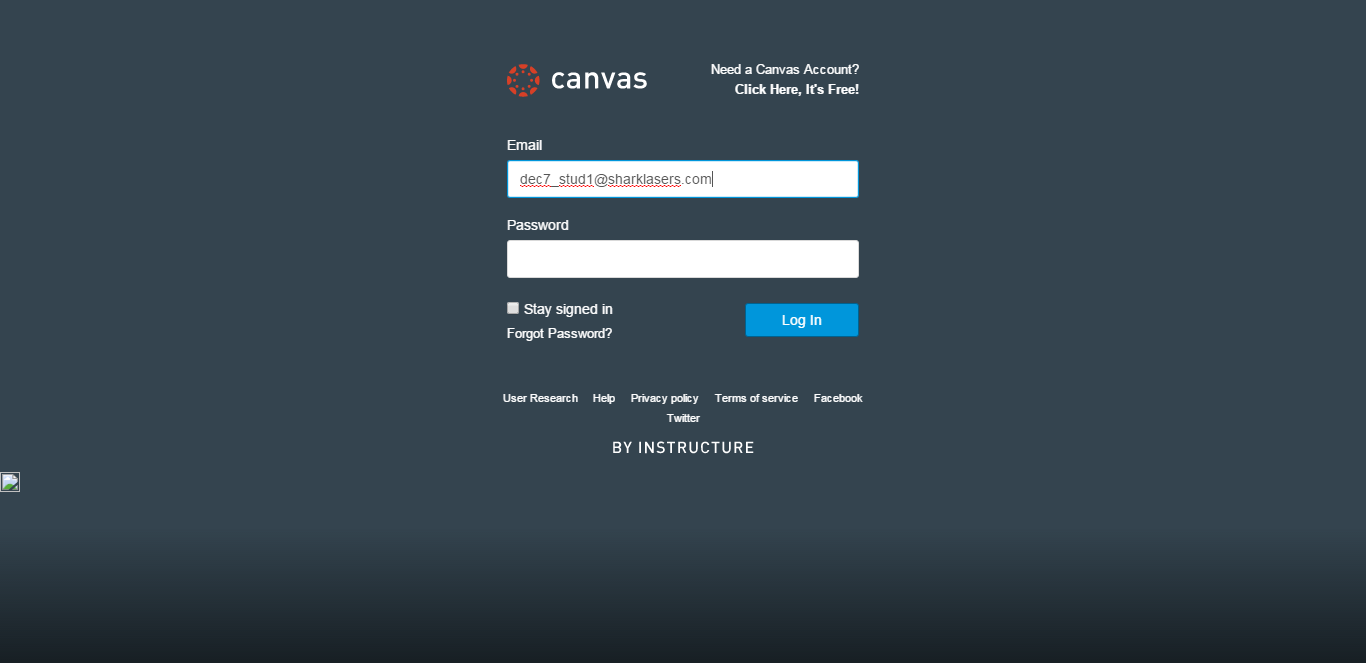 canvas
Need a Canvas Account?
Click Here, It's Free!
Email
dec7_stud1@sharklasers.com
Password
Stay signed in
Log In
Forgot Password?
User Research Help Privacy policy Terms of service Facebook
Twitter
BY INSTRUCTURE